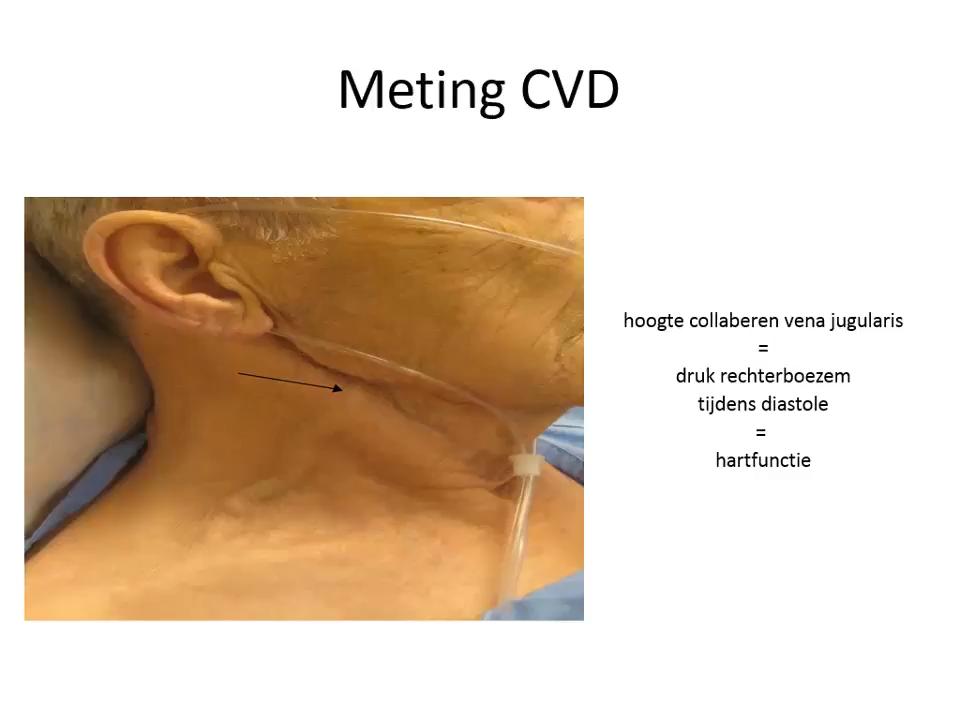 Meting CVD
hoogte collaberen vena jugularis
=
druk rechterboezem
tijdens diastole
=
hartfunctie